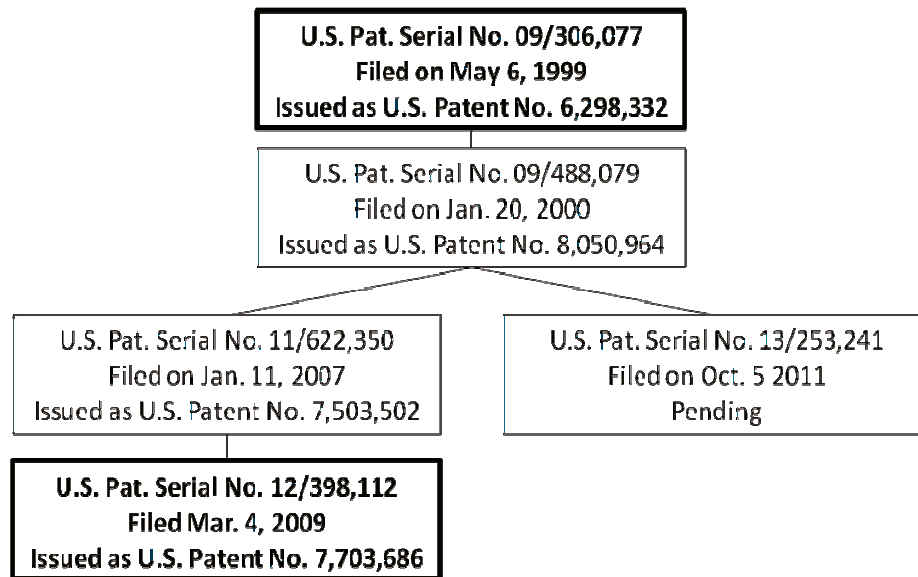 U.S. Pat. Serial No. 09/306,077
Filed on May 6, 1999
Issued as U.S. Patent No. 6,298,332
U.S. Pat. Serial No. 09/488,079
Filed on Jan. 20, 2000
Issued as U.S. Patent No. 8,050,964
U.S. Pat. Serial No. 11/622,350
Filed on Jan. 11, 2007
Issued as U.S. Patent No. 7,503,502
U.S. Pat. Serial No. 13/253,241
Filed on Oct. 5 2011
Pending
U.S. Pat. Serial No. 12/398,112
Filed Mar. 4, 2009
Issued as U.S. Patent No. 7,703,686